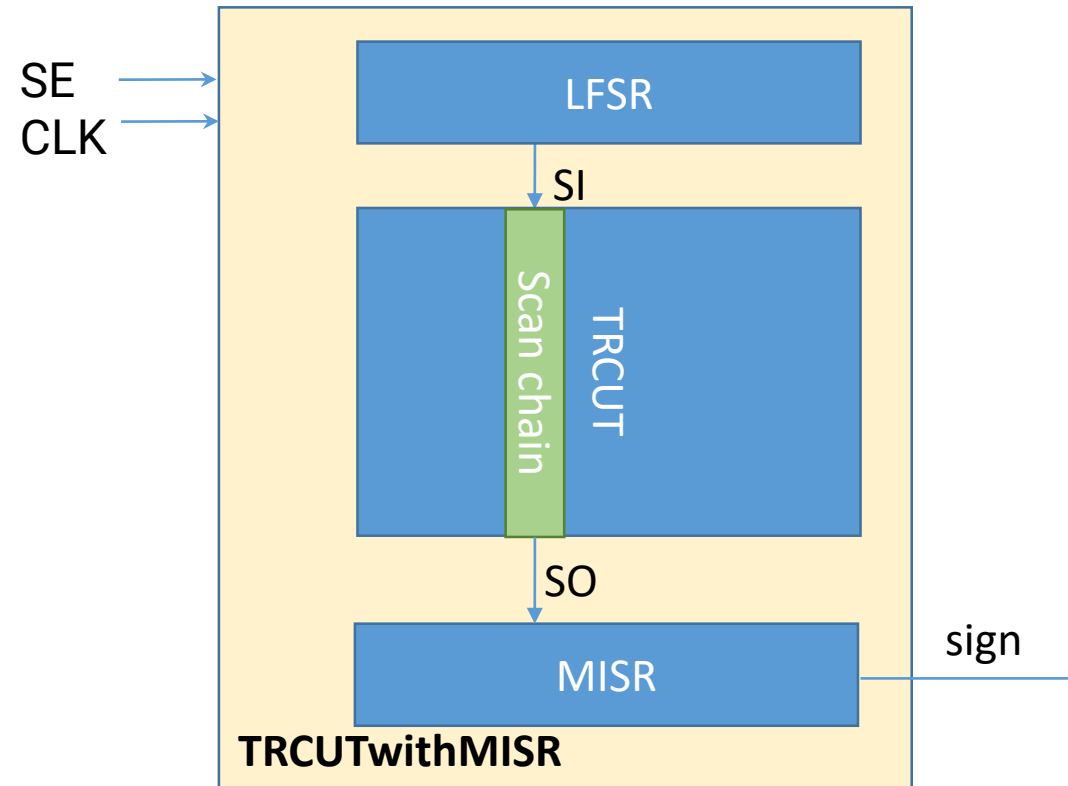 LFSR
SE
CLK
SI
Scan chain
TRCUT
SO
sign
MISR
TRCUTwithMISR